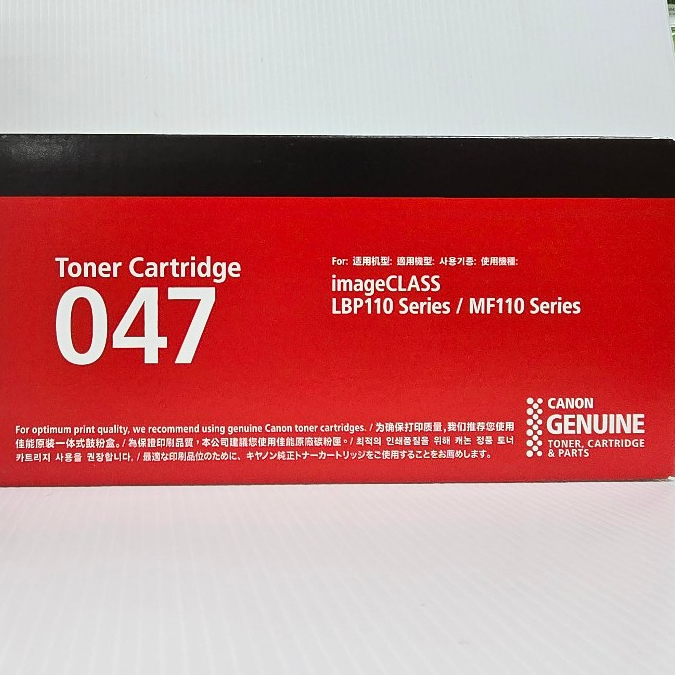 Toner Cartridge
047
For: 适用机型: 適用機型: 사용기종: 使用機種:
imageCLASS
LBP110 Series / MF110 Series
For optimum print quality, we recommend using genuine Canon toner cartridges. / 为确保打印质量,我们推荐您使用
佳能原装一体式鼓粉盒。/ 為保證印刷品質,本公司建議您使用佳能原廠碳粉匣。/ 최적의 인쇄품질을 위해 캐논 정품 토너
카트리지 사용을 권장합니다. / 最適な印刷品位のために、キヤノン純正トナーカートリッジをご使用することをお薦めします。
CANON
GENUINE
TONER, CARTRIDGE
& PARTS